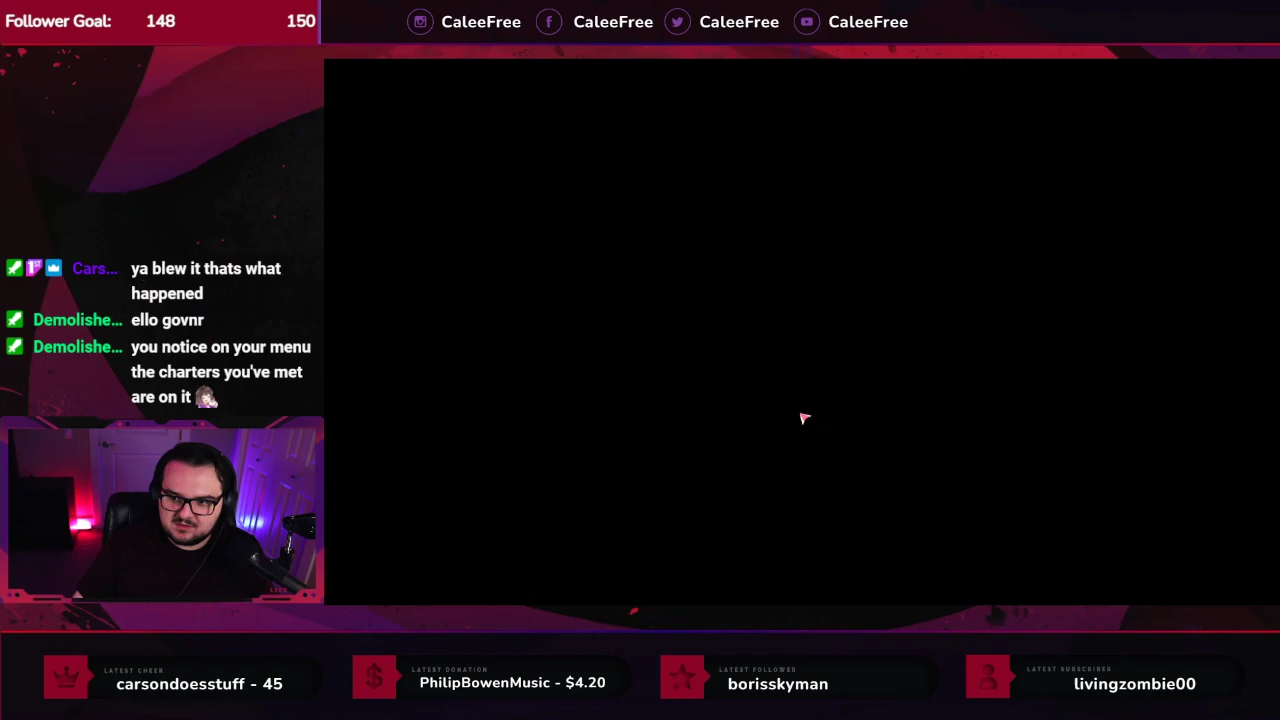 Follower Goal: 148 150
CaleeFree CaleeFree CaleeFree CaleeFree
Cars... ya blew it thats what
happened
Demolishe... ello govnr
Demolishe... you notice on your menu
the charters you've met
are on it
LIVE
LATEST CHEER
carsondoesstuff - 45
LATEST DONATION
PhilipBowenMusic - $4.20
LATEST FOLLOWER
borisskyman
LATEST SUBSCRIBER
livingzombie00